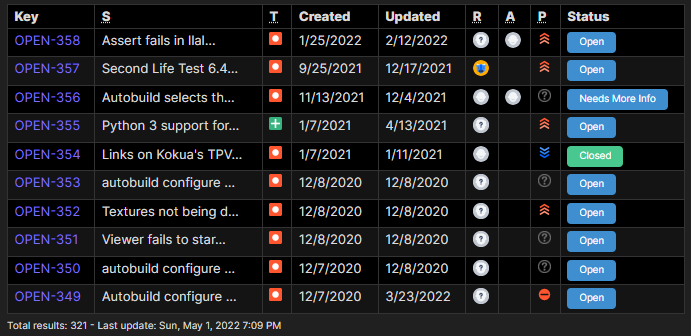 Key S T Created Updated R A P Status
OPEN-358 Assert fails in llal... 1/25/2022 2/12/2022 Open
OPEN-357 Second Life Test 6.4... 9/25/2021 12/17/2021 Open
OPEN-356 Autobuild selects th... 11/13/2021 12/4/2021 Needs More Info
OPEN-355 Python 3 support for... 1/7/2021 4/13/2021 Open
OPEN-354 Links on Kokua's TPV... 1/7/2021 1/11/2021 Closed
OPEN-353 autobuild configure ... 12/8/2020 12/8/2020 Open
OPEN-352 Textures not being d... 12/8/2020 12/8/2020 Open
OPEN-351 Viewer fails to star... 12/8/2020 12/8/2020 Open
OPEN-350 autobuild configure ... 12/7/2020 12/8/2020 Open
OPEN-349 Autobuild configure ... 12/7/2020 3/23/2022 Open
Total results: 321 - Last update: Sun, May 1, 2022 7:09 PM